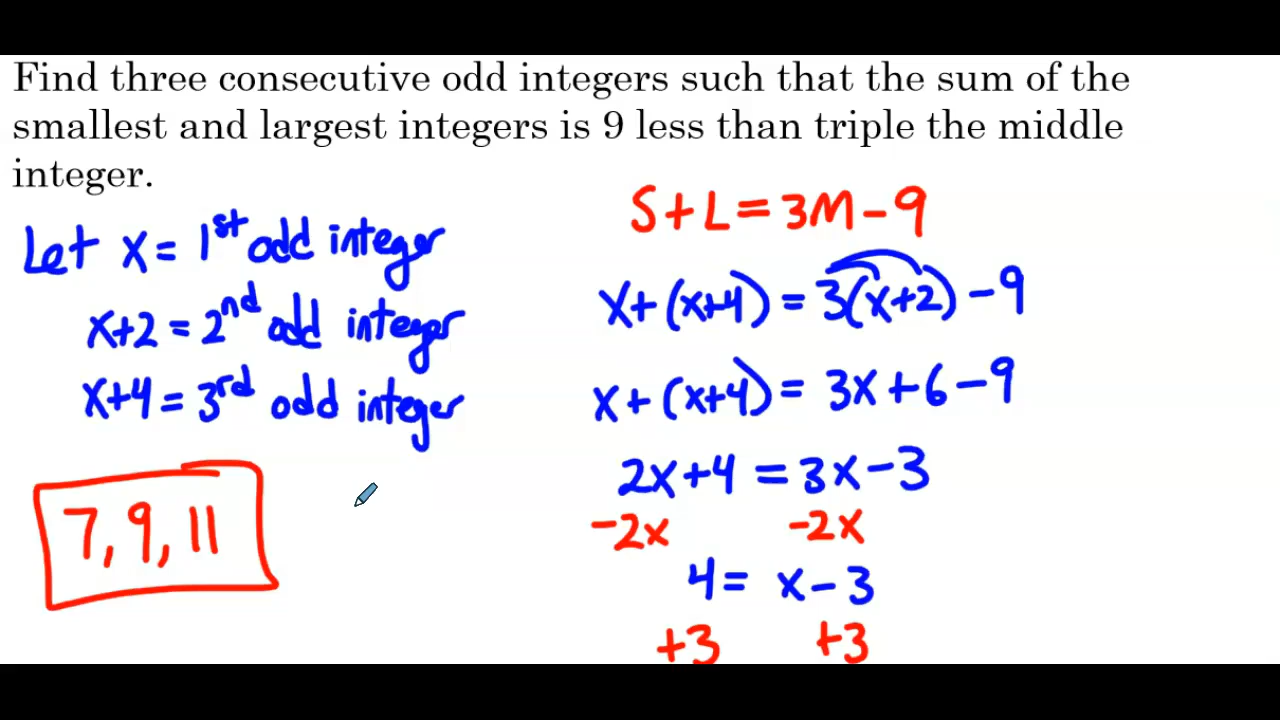 Find three consecutive odd integers such that the sum of the
smallest and largest integers is 9 less than triple the middle
integer.
Let x = 1st odd integer
x+2 = 2nd odd integer
x+4 = 3rd odd integer
7, 9, 11
S+L = 3M-9
x+(x+4) = 3(x+2)-9
x+(x+4) = 3x+6-9
2x+4 = 3x-3
-2x -2x
4 = x-3
+3 +3